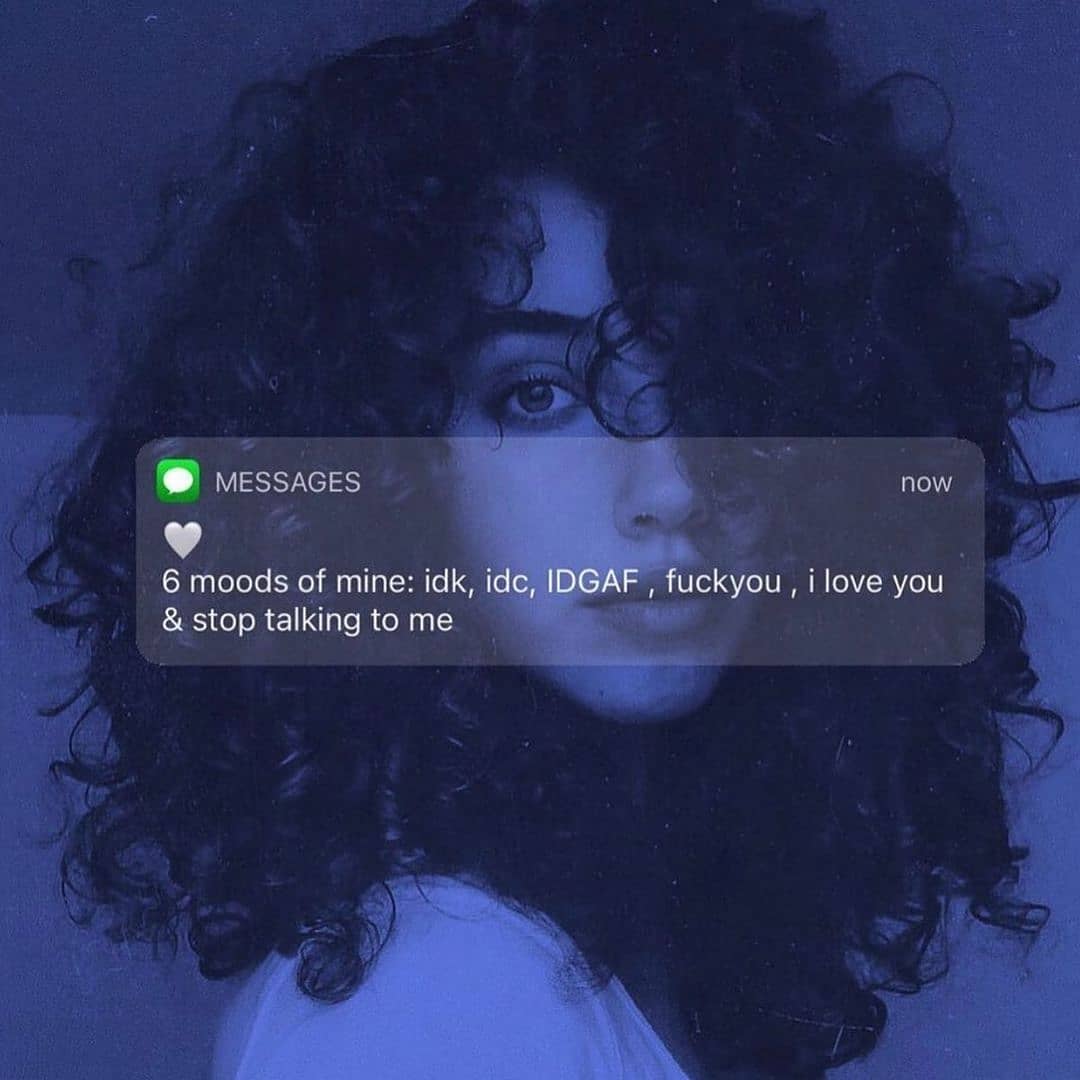 MESSAGES now
🤍
6 moods of mine: idk, idc, IDGAF , fuckyou , i love you
& stop talking to me